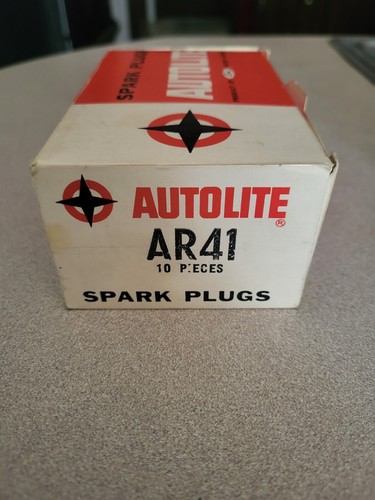 SPARK PLUGS
AUTOLITE
AUTOLITE
®
AR41
10 PIECES
SPARK PLUGS